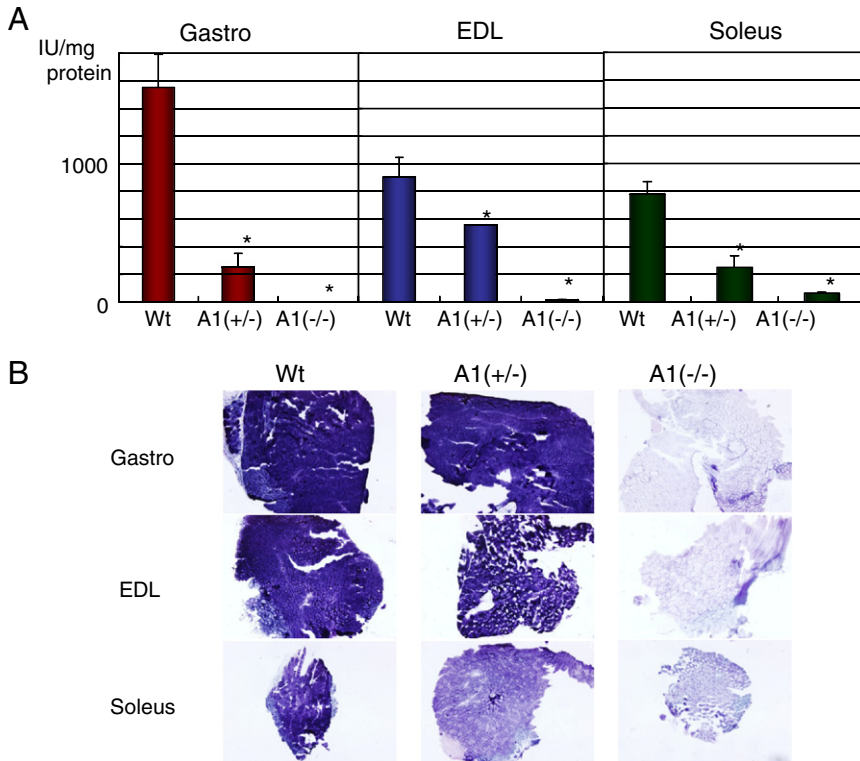 A
Gastro EDL Soleus
IU/mg
protein
1000
0
*
*
*
*
*
*
Wt A1(+/-) A1(-/-) Wt A1(+/-) A1(-/-) Wt A1(+/-) A1(-/-)
B
Wt A1(+/-) A1(-/-)
Gastro
EDL
Soleus